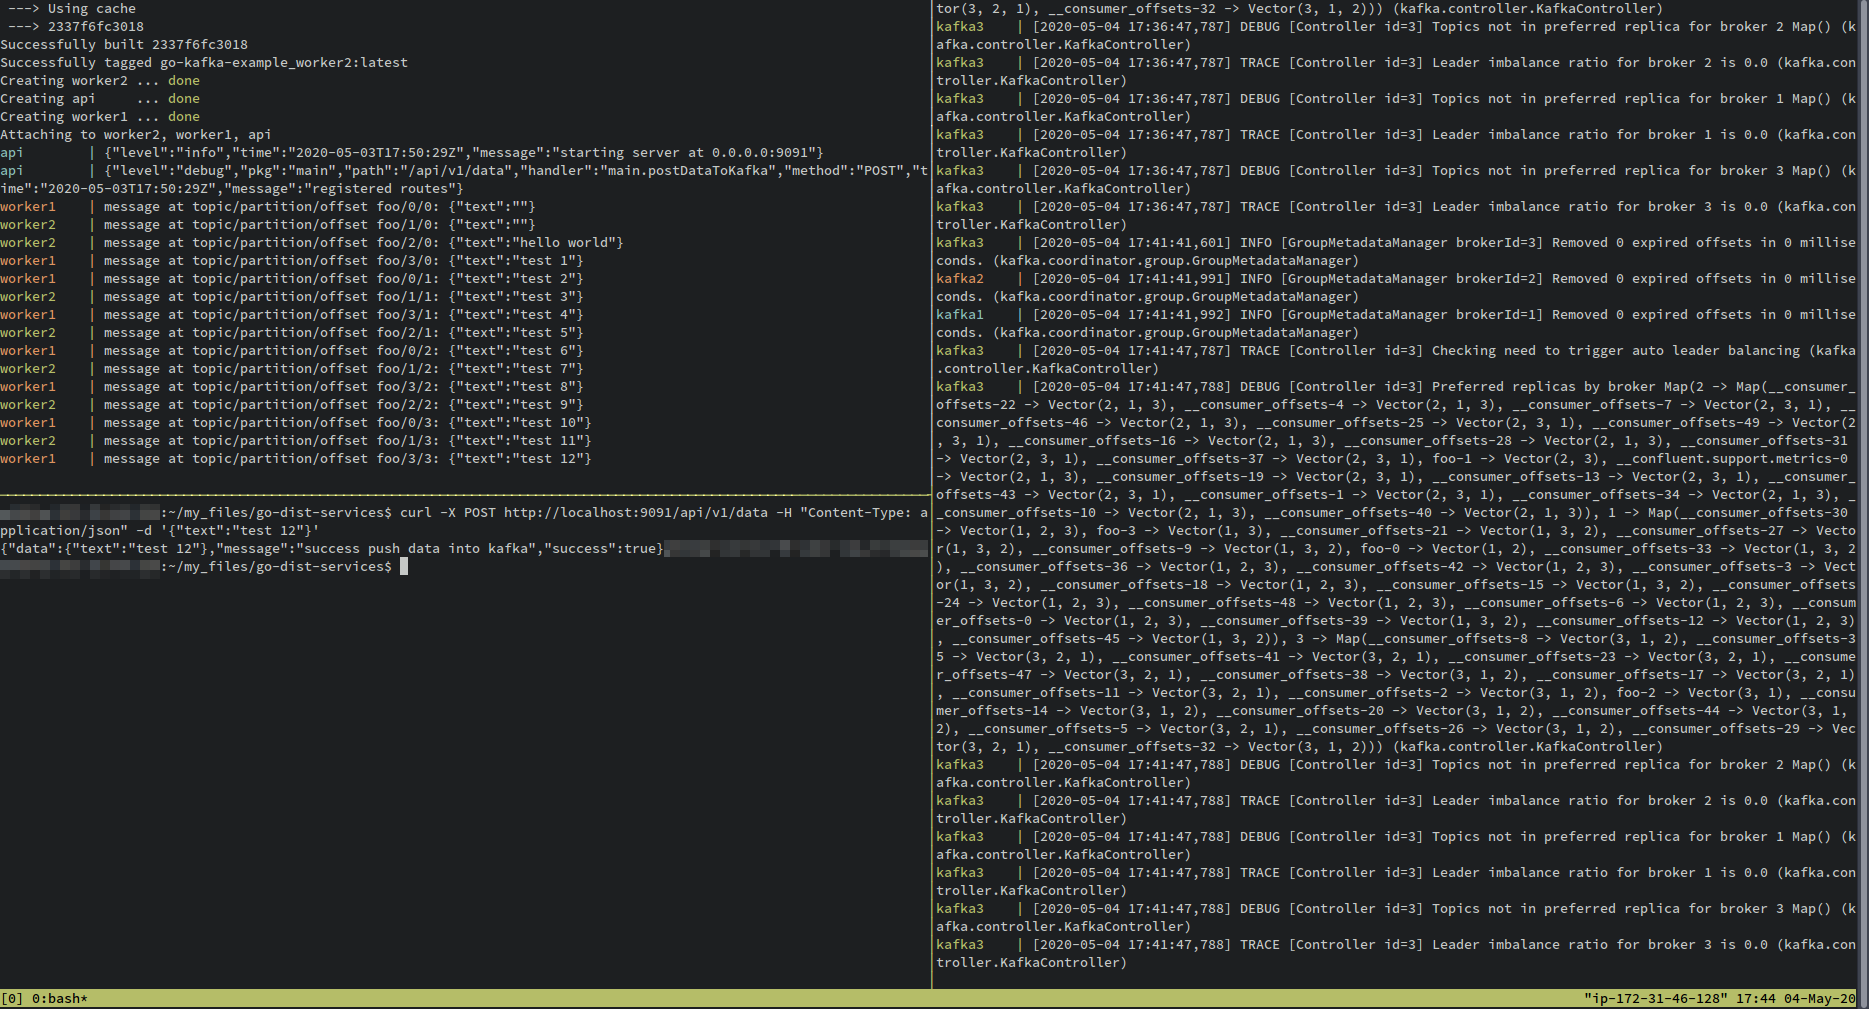 ---> Using cache
---> 2337f6fc3018
Successfully built 2337f6fc3018
Successfully tagged go-kafka-example_worker2:latest
Creating worker2 ... done
Creating api     ... done
Creating worker1 ... done
Attaching to worker2, worker1, api
api        | {"level":"info","time":"2020-05-03T17:50:29Z","message":"starting server at 0.0.0.0:9091"}
api        | {"level":"debug","pkg":"main","path":"/api/v1/data","handler":"main.postDataToKafka","method":"POST","t
ime":"2020-05-03T17:50:29Z","message":"registered routes"}
worker1    | message at topic/partition/offset foo/0/0: {"text":""}
worker2    | message at topic/partition/offset foo/1/0: {"text":""}
worker2    | message at topic/partition/offset foo/2/0: {"text":"hello world"}
worker1    | message at topic/partition/offset foo/3/0: {"text":"test 1"}
worker1    | message at topic/partition/offset foo/0/1: {"text":"test 2"}
worker2    | message at topic/partition/offset foo/1/1: {"text":"test 3"}
worker1    | message at topic/partition/offset foo/3/1: {"text":"test 4"}
worker2    | message at topic/partition/offset foo/2/1: {"text":"test 5"}
worker1    | message at topic/partition/offset foo/0/2: {"text":"test 6"}
worker2    | message at topic/partition/offset foo/1/2: {"text":"test 7"}
worker1    | message at topic/partition/offset foo/3/2: {"text":"test 8"}
worker2    | message at topic/partition/offset foo/2/2: {"text":"test 9"}
worker1    | message at topic/partition/offset foo/0/3: {"text":"test 10"}
worker2    | message at topic/partition/offset foo/1/3: {"text":"test 11"}
worker1    | message at topic/partition/offset foo/3/3: {"text":"test 12"}
:~/my_files/go-dist-services$ curl -X POST http://localhost:9091/api/v1/data -H "Content-Type: a
pplication/json" -d '{"text":"test 12"}'
{"data":{"text":"test 12"},"message":"success push data into kafka","success":true}
:~/my_files/go-dist-services$
tor(3, 2, 1), __consumer_offsets-32 -> Vector(3, 1, 2))) (kafka.controller.KafkaController)
kafka3    | [2020-05-04 17:36:47,787] DEBUG [Controller id=3] Topics not in preferred replica for broker 2 Map() (k
afka.controller.KafkaController)
kafka3    | [2020-05-04 17:36:47,787] TRACE [Controller id=3] Leader imbalance ratio for broker 2 is 0.0 (kafka.con
troller.KafkaController)
kafka3    | [2020-05-04 17:36:47,787] DEBUG [Controller id=3] Topics not in preferred replica for broker 1 Map() (k
afka.controller.KafkaController)
kafka3    | [2020-05-04 17:36:47,787] TRACE [Controller id=3] Leader imbalance ratio for broker 1 is 0.0 (kafka.con
troller.KafkaController)
kafka3    | [2020-05-04 17:36:47,787] DEBUG [Controller id=3] Topics not in preferred replica for broker 3 Map() (k
afka.controller.KafkaController)
kafka3    | [2020-05-04 17:36:47,787] TRACE [Controller id=3] Leader imbalance ratio for broker 3 is 0.0 (kafka.con
troller.KafkaController)
kafka3    | [2020-05-04 17:41:41,601] INFO [GroupMetadataManager brokerId=3] Removed 0 expired offsets in 0 millise
conds. (kafka.coordinator.group.GroupMetadataManager)
kafka2    | [2020-05-04 17:41:41,991] INFO [GroupMetadataManager brokerId=2] Removed 0 expired offsets in 0 millise
conds. (kafka.coordinator.group.GroupMetadataManager)
kafka1    | [2020-05-04 17:41:41,992] INFO [GroupMetadataManager brokerId=1] Removed 0 expired offsets in 0 millise
conds. (kafka.coordinator.group.GroupMetadataManager)
kafka3    | [2020-05-04 17:41:47,787] TRACE [Controller id=3] Checking need to trigger auto leader balancing (kafka
.controller.KafkaController)
kafka3    | [2020-05-04 17:41:47,788] DEBUG [Controller id=3] Preferred replicas by broker Map(2 -> Map(__consumer_
offsets-22 -> Vector(2, 1, 3), __consumer_offsets-4 -> Vector(2, 1, 3), __consumer_offsets-7 -> Vector(2, 3, 1), __
consumer_offsets-46 -> Vector(2, 1, 3), __consumer_offsets-25 -> Vector(2, 3, 1), __consumer_offsets-49 -> Vector(2
, 3, 1), __consumer_offsets-16 -> Vector(2, 1, 3), __consumer_offsets-28 -> Vector(2, 1, 3), __consumer_offsets-31 
-> Vector(2, 3, 1), __consumer_offsets-37 -> Vector(2, 3, 1), foo-1 -> Vector(2, 3), __confluent.support.metrics-0 
-> Vector(2, 1, 3), __consumer_offsets-19 -> Vector(2, 3, 1), __consumer_offsets-13 -> Vector(2, 3, 1), __consumer_
offsets-43 -> Vector(2, 3, 1), __consumer_offsets-1 -> Vector(2, 3, 1), __consumer_offsets-34 -> Vector(2, 1, 3), _
_consumer_offsets-10 -> Vector(2, 1, 3), __consumer_offsets-40 -> Vector(2, 1, 3)), 1 -> Map(__consumer_offsets-30 
-> Vector(1, 2, 3), foo-3 -> Vector(1, 3), __consumer_offsets-21 -> Vector(1, 3, 2), __consumer_offsets-27 -> Vecto
r(1, 3, 2), __consumer_offsets-9 -> Vector(1, 3, 2), foo-0 -> Vector(1, 2), __consumer_offsets-33 -> Vector(1, 3, 2
), __consumer_offsets-36 -> Vector(1, 2, 3), __consumer_offsets-42 -> Vector(1, 2, 3), __consumer_offsets-3 -> Vect
or(1, 3, 2), __consumer_offsets-18 -> Vector(1, 2, 3), __consumer_offsets-15 -> Vector(1, 3, 2), __consumer_offsets
-24 -> Vector(1, 2, 3), __consumer_offsets-48 -> Vector(1, 2, 3), __consumer_offsets-6 -> Vector(1, 2, 3), __consum
er_offsets-0 -> Vector(1, 2, 3), __consumer_offsets-39 -> Vector(1, 3, 2), __consumer_offsets-12 -> Vector(1, 2, 3)
, __consumer_offsets-45 -> Vector(1, 3, 2)), 3 -> Map(__consumer_offsets-8 -> Vector(3, 1, 2), __consumer_offsets-3
5 -> Vector(3, 2, 1), __consumer_offsets-41 -> Vector(3, 2, 1), __consumer_offsets-23 -> Vector(3, 2, 1), __consume
r_offsets-47 -> Vector(3, 2, 1), __consumer_offsets-38 -> Vector(3, 1, 2), __consumer_offsets-17 -> Vector(3, 2, 1)
, __consumer_offsets-11 -> Vector(3, 2, 1), __consumer_offsets-2 -> Vector(3, 1, 2), foo-2 -> Vector(3, 1), __consu
mer_offsets-14 -> Vector(3, 1, 2), __consumer_offsets-20 -> Vector(3, 1, 2), __consumer_offsets-44 -> Vector(3, 1, 
2), __consumer_offsets-5 -> Vector(3, 2, 1), __consumer_offsets-26 -> Vector(3, 1, 2), __consumer_offsets-29 -> Vec
tor(3, 2, 1), __consumer_offsets-32 -> Vector(3, 1, 2))) (kafka.controller.KafkaController)
kafka3    | [2020-05-04 17:41:47,788] DEBUG [Controller id=3] Topics not in preferred replica for broker 2 Map() (k
afka.controller.KafkaController)
kafka3    | [2020-05-04 17:41:47,788] TRACE [Controller id=3] Leader imbalance ratio for broker 2 is 0.0 (kafka.con
troller.KafkaController)
kafka3    | [2020-05-04 17:41:47,788] DEBUG [Controller id=3] Topics not in preferred replica for broker 1 Map() (k
afka.controller.KafkaController)
kafka3    | [2020-05-04 17:41:47,788] TRACE [Controller id=3] Leader imbalance ratio for broker 1 is 0.0 (kafka.con
troller.KafkaController)
kafka3    | [2020-05-04 17:41:47,788] DEBUG [Controller id=3] Topics not in preferred replica for broker 3 Map() (k
afka.controller.KafkaController)
kafka3    | [2020-05-04 17:41:47,788] TRACE [Controller id=3] Leader imbalance ratio for broker 3 is 0.0 (kafka.con
troller.KafkaController)
[0] 0:bash*
"ip-172-31-46-128" 17:44 04-May-20